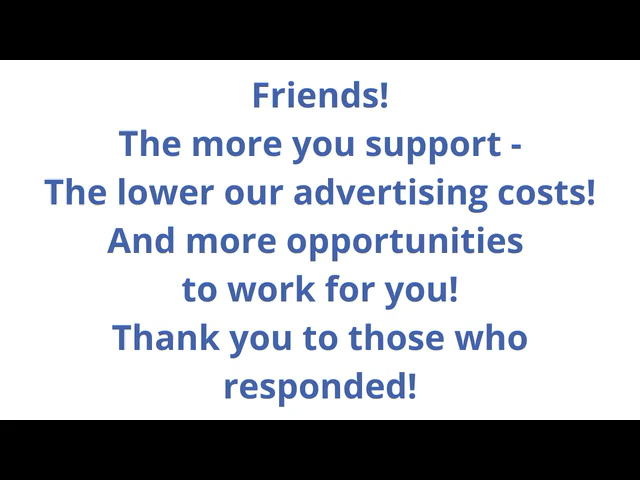 Friends!
The more you support -
The lower our advertising costs!
And more opportunities
to work for you!
Thank you to those who
responded!